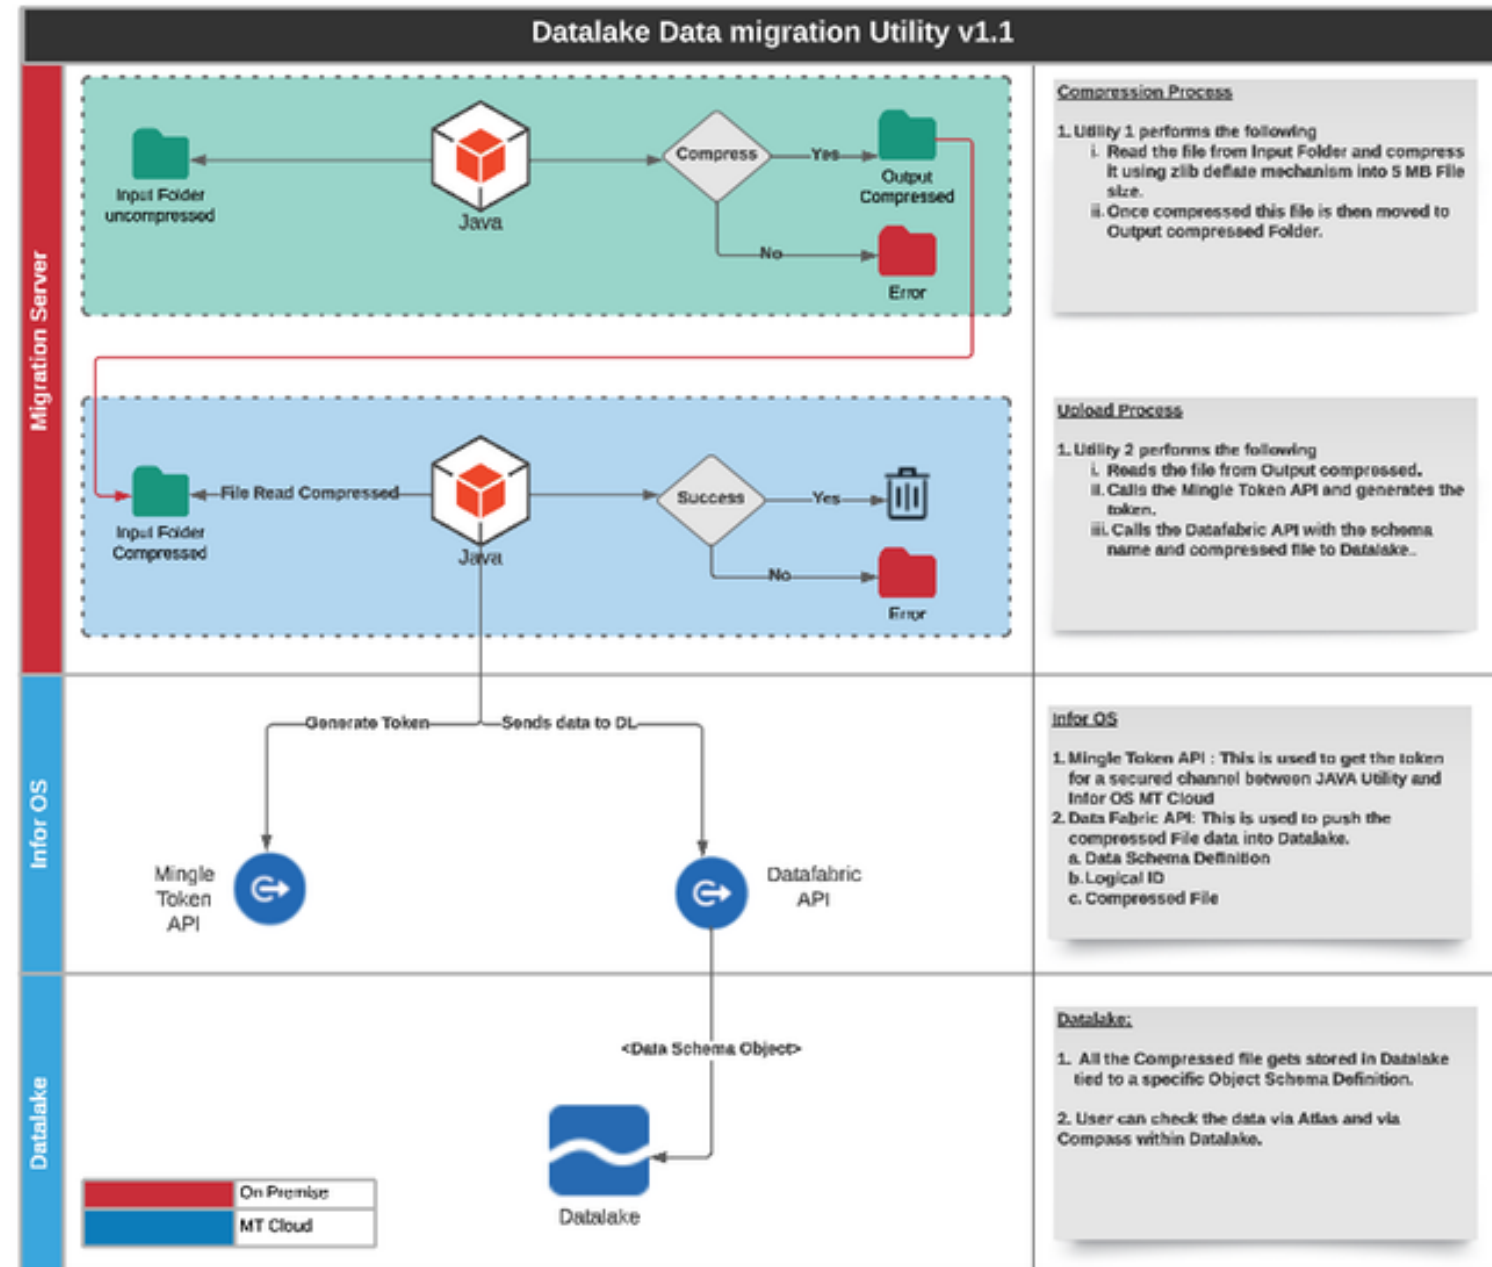 Datalake Data migration Utility v1.1
Migration Server
Input Folder
uncompressed
Java
Compress
Yes
Output
Compressed
No
Error
Compression Process
1. Utility 1 performs the following
i. Read the file from Input Folder and compress
it using zlib deflate mechanism into 5 MB File
size.
ii. Once compressed this file is then moved to
Output compressed Folder.
Input Folder
Compressed
File Read Compressed
Java
Success
Yes
No
Error
Upload Process
1. Utility 2 performs the following
i. Reads the file from Output compressed.
ii. Calls the Mingle Token API and generates the
token.
iii. Calls the Datafabric API with the schema
name and compressed file to Datalake..
Infor OS
Generate Token
Sends data to DL
Mingle
Token
API
Datafabric
API
Infor OS
1. Mingle Token API : This is used to get the token
for a secured channel between JAVA Utility and
Infor OS MT Cloud
2. Data Fabric API: This is used to push the
compressed File data into Datalake.
a. Data Schema Definition
b. Logical ID
c. Compressed File
Datalake
<Data Schema Object>
Datalake
On Premise
MT Cloud
Datalake:
1. All the Compressed file gets stored in Datalake
tied to a specific Object Schema Definition.
2. User can check the data via Atlas and via
Compass within Datalake.